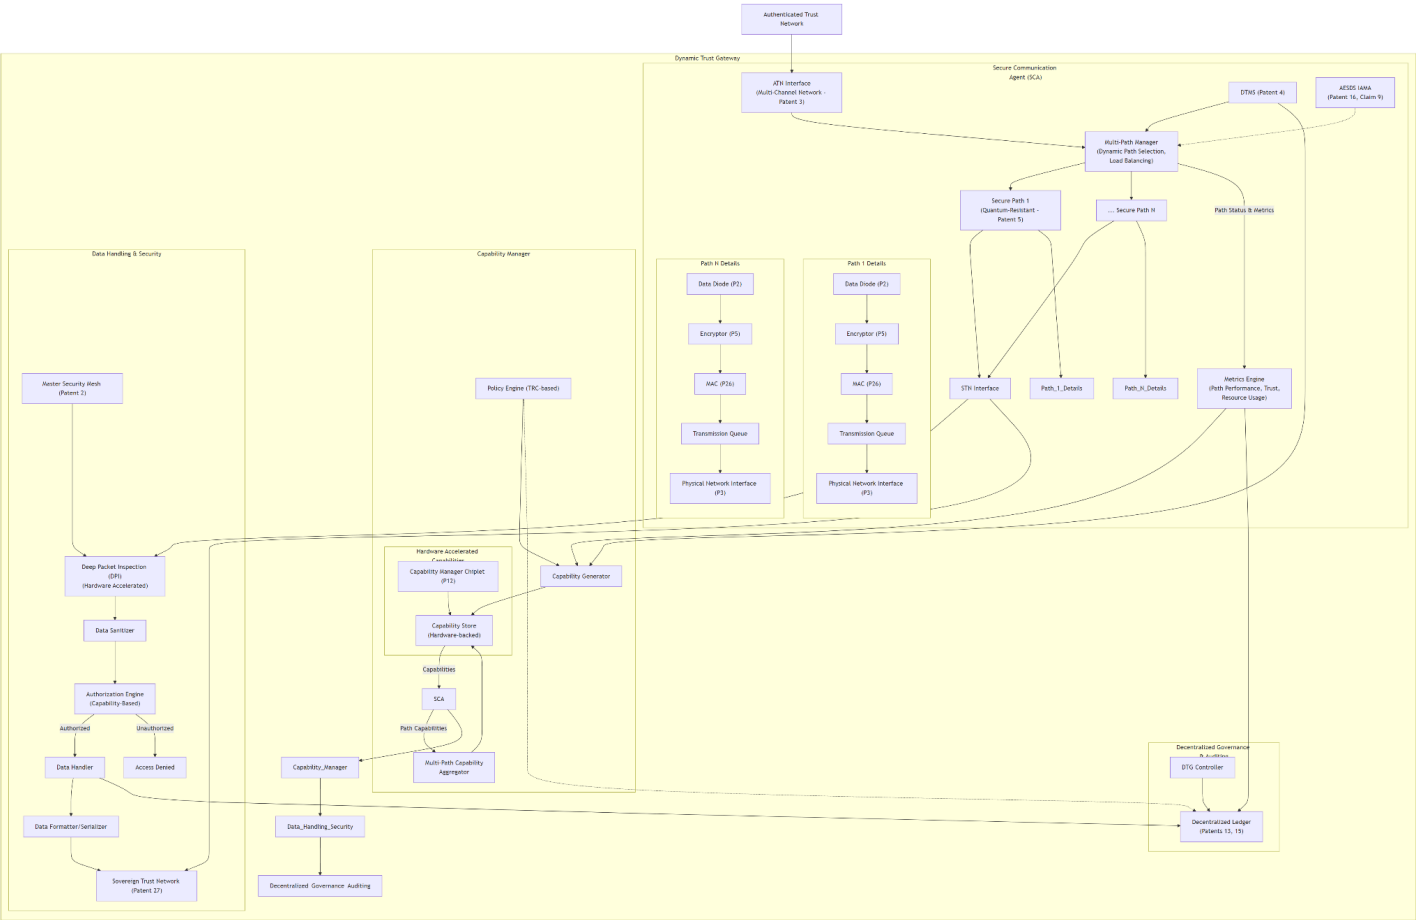 Authenticated Trust
Network
Dynamic Trust Gateway
Secure Communication
Agent (SCA)
ATN Interface
(Multi-Channel Network -
Patent 3)
DTMS (Patent 4)
AESDS IAMA
(Patent 16, Claim 9)
Multi-Path Manager
(Dynamic Path Selection,
Load Balancing)
Secure Path 1
(Quantum-Resistant -
Patent 5)
... Secure Path N
Path Status & Metrics
Data Handling & Security
Capability Manager
Path N Details
Path 1 Details
Data Diode (P2)
Data Diode (P2)
Encryptor (P5)
Encryptor (P5)
Master Security Mesh
(Patent 2)
Policy Engine (TRC-based)
MAC (P26)
MAC (P26)
STN Interface
Path_1_Details
Path_N_Details
Metrics Engine
(Path Performance, Trust,
Resource Usage)
Transmission Queue
Transmission Queue
Physical Network Interface
(P3)
Physical Network Interface
(P3)
Deep Packet Inspection
(DPI)
(Hardware Accelerated)
Hardware Accelerated
Capabilities
Capability Manager Chiplet
(P12)
Capability Generator
Data Sanitizer
Capability Store
(Hardware-backed)
Capabilities
Authorization Engine
(Capability-Based)
SCA
Authorized
Unauthorized
Path Capabilities
Data Handler
Access Denied
Capability_Manager
Multi-Path Capability
Aggregator
Decentralized Governance
& Auditing
DTG Controller
Data Formatter/Serializer
Data_Handling_Security
Decentralized Ledger
(Patents 13, 15)
Sovereign Trust Network
(Patent 27)
Decentralized Governance Auditing